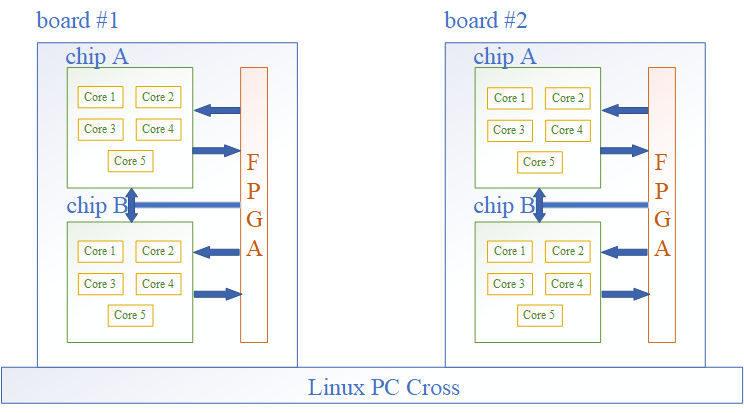 board #1
chip A
Core 1 Core 2
Core 3 Core 4
Core 5
chip B
Core 1 Core 2
Core 3 Core 4
Core 5
F
P
G
A
board #2
chip A
Core 1 Core 2
Core 3 Core 4
Core 5
chip B
Core 1 Core 2
Core 3 Core 4
Core 5
F
P
G
A
Linux PC Cross